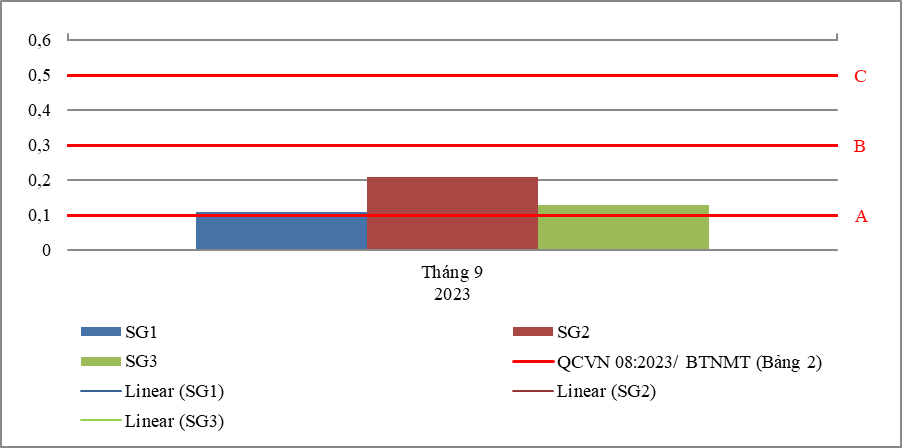 0,6
0,5
C
0,4
0,3
B
0,2
0,1
A
0
Tháng 9
2023
SG1
SG2
SG3
QCVN 08:2023/ BTNMT (Bảng 2)
Linear (SG1)
Linear (SG2)
Linear (SG3)